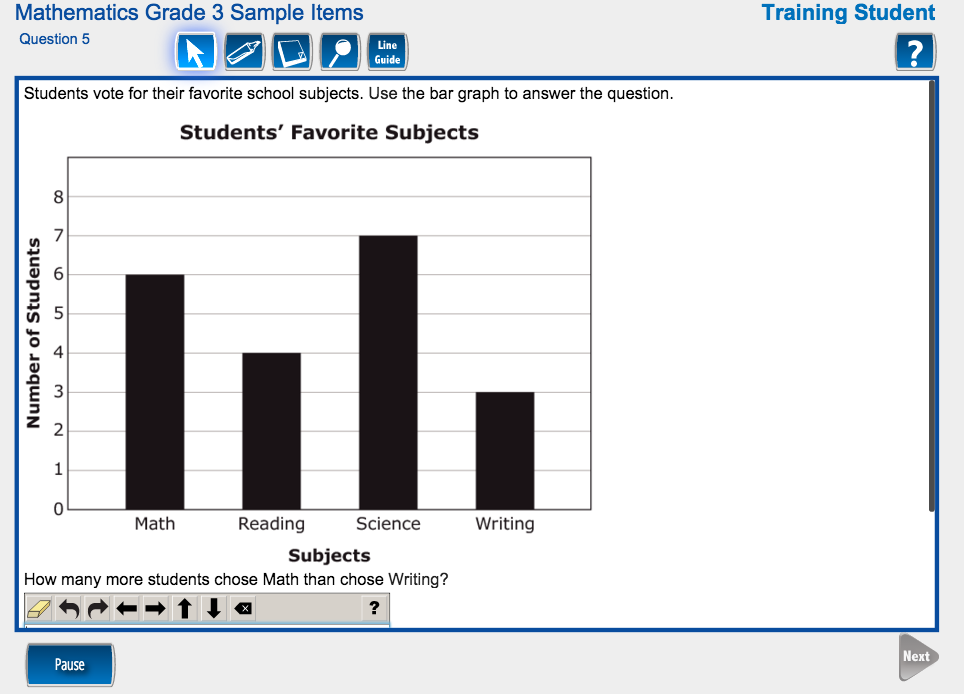 Mathematics Grade 3 Sample Items
Training Student
Question 5
Line
Guide
?
Students vote for their favorite school subjects. Use the bar graph to answer the question.
Students’ Favorite Subjects
Number of Students
8
7
6
5
4
3
2
1
0
Math Reading Science Writing
Subjects
How many more students chose Math than chose Writing?
?
Pause
Next